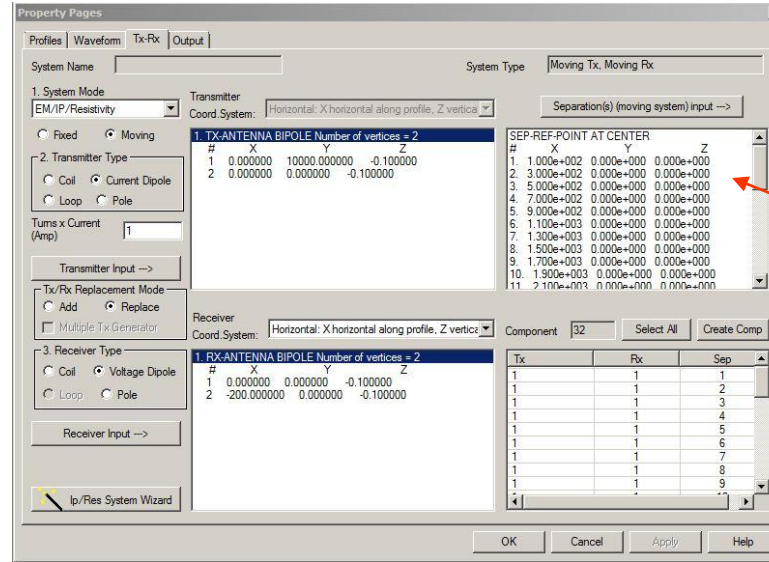 Property Pages
Profiles Waveform Tx-Rx Output
System Name
System Type Moving Tx, Moving Rx
1. System Mode
EM/IP/Resistivity
Transmitter
Coord.System: Horizontal: X horizontal along profile, Z vertica
Separation(s) (moving system) input --->
Fixed Moving
2. Transmitter Type
Coil Current Dipole
Loop Pole
Turns x Current
(Amp) 1
Transmitter Input --->
1. TX-ANTENNA BIPOLE Number of vertices = 2
# X Y Z
1 0.000000 10000.000000 -0.100000
2 0.000000 0.000000 -0.100000
SEP-REF-POINT AT CENTER
# X Y Z
1. 1.000e+002 0.000e+000 0.000e+000
2. 3.000e+002 0.000e+000 0.000e+000
3. 5.000e+002 0.000e+000 0.000e+000
4. 7.000e+002 0.000e+000 0.000e+000
5. 9.000e+002 0.000e+000 0.000e+000
6. 1.100e+003 0.000e+000 0.000e+000
7. 1.300e+003 0.000e+000 0.000e+000
8. 1.500e+003 0.000e+000 0.000e+000
9. 1.700e+003 0.000e+000 0.000e+000
10. 1.900e+003 0.000e+000 0.000e+000
11. 2.100e+003 0.000e+000 0.000e+000
Tx/Rx Replacement Mode
Add Replace
Multiple Tx Generator
3. Receiver Type
Coil Voltage Dipole
Loop Pole
Receiver Input --->
Ip/Res System Wizard
Receiver
Coord.System: Horizontal: X horizontal along profile, Z vertica
1. RX-ANTENNA BIPOLE Number of vertices = 2
# X Y Z
1 0.000000 0.000000 -0.100000
2 -200.000000 0.000000 -0.100000
Component 32 Select All Create Comp
Tx Rx Sep
1 1 1
1 1 2
1 1 3
1 1 4
1 1 5
1 1 6
1 1 7
1 1 8
1 1 9
1 1 10
OK Cancel Apply Help